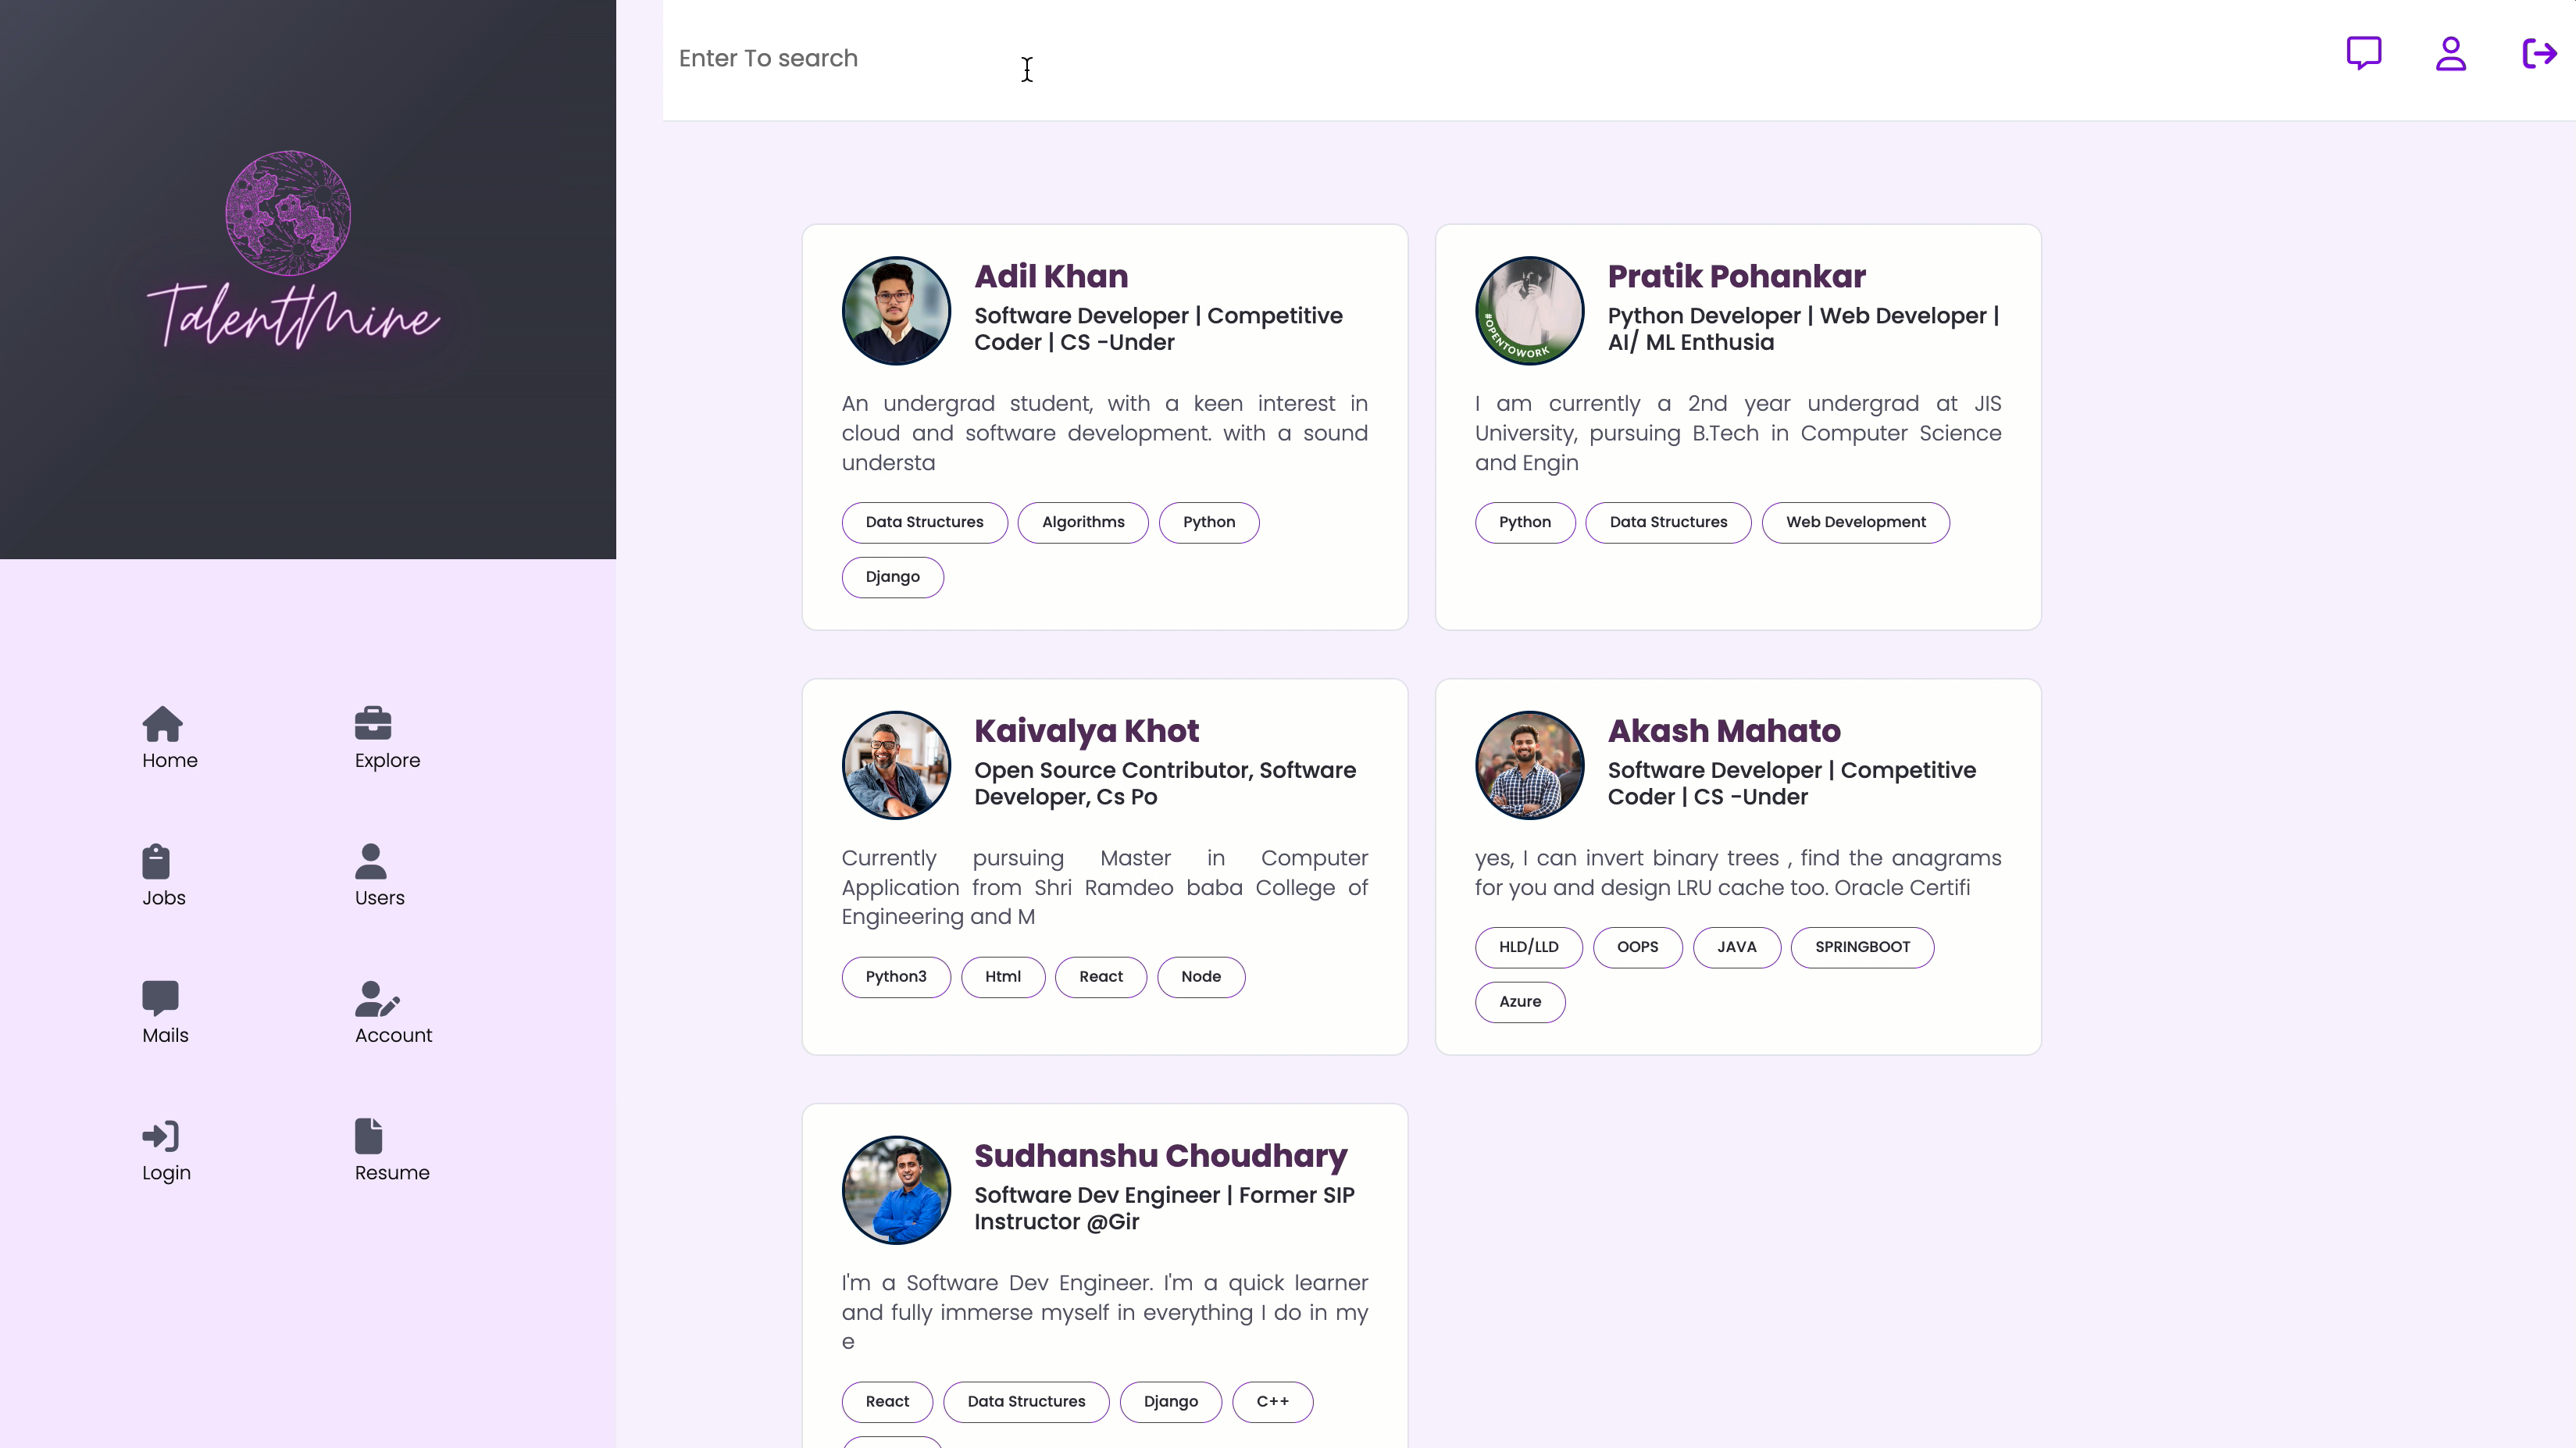 TalentMine
Home
Explore
Jobs
Users
Mails
Account
Login
Resume
Enter To search
Adil Khan
Software Developer | Competitive
Coder | CS -Under
An undergrad student, with a keen interest in
cloud and software development. with a sound
understa
Data Structures
Algorithms
Python
Django
#OPENTOWORK
Pratik Pohankar
Python Developer | Web Developer |
AI/ ML Enthusia
I am currently a 2nd year undergrad at JIS
University, pursuing B.Tech in Computer Science
and Engin
Python
Data Structures
Web Development
Kaivalya Khot
Open Source Contributor, Software
Developer, Cs Po
Currently pursuing Master in Computer
Application from Shri Ramdeo baba College of
Engineering and M
Python3
Html
React
Node
Akash Mahato
Software Developer | Competitive
Coder | CS -Under
yes, I can invert binary trees , find the anagrams
for you and design LRU cache too. Oracle Certifi
HLD/LLD
OOPS
JAVA
SPRINGBOOT
Azure
Sudhanshu Choudhary
Software Dev Engineer | Former SIP
Instructor @Gir
I'm a Software Dev Engineer. I'm a quick learner
and fully immerse myself in everything I do in my
e
React
Data Structures
Django
C++